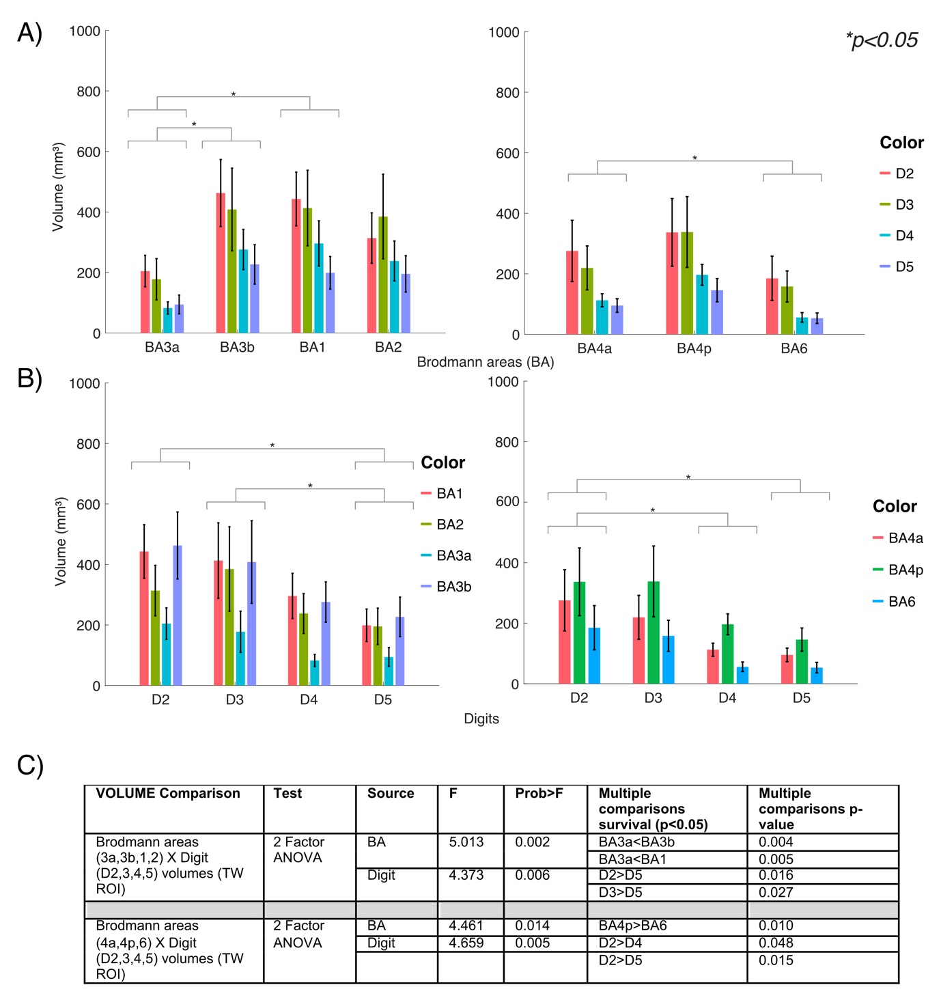 A)
*p<0.05
1000
800
600
400
200
0
Volume (mm³)
*
*
BA3a BA3b BA1 BA2
1000
800
600
400
200
0
*
BA4a BA4p BA6
Color
D2
D3
D4
D5
Brodmann areas (BA)
B)
1000
800
600
400
200
0
Volume (mm³)
*
*
D2 D3 D4 D5
Color
BA1
BA2
BA3a
BA3b
1000
800
600
400
200
0
*
*
D2 D3 D4 D5
Color
BA4a
BA4p
BA6
Digits
C)
VOLUME Comparison
Test
Source
F
Prob>F
Multiple
comparisons
survival (p<0.05)
Multiple
comparisons p-
value
Brodmann areas
(3a,3b,1,2) X Digit
(D2,3,4,5) volumes (TW
ROI)
2 Factor
ANOVA
BA
5.013
0.002
BA3a<BA3b
0.004
BA3a<BA1
0.005
Digit
4.373
0.006
D2>D5
0.016
D3>D5
0.027
Brodmann areas
(4a,4p,6) X Digit
(D2,3,4,5) volumes (TW
ROI)
2 Factor
ANOVA
BA
4.461
0.014
BA4p>BA6
0.010
Digit
4.659
0.005
D2>D4
0.048
D2>D5
0.015